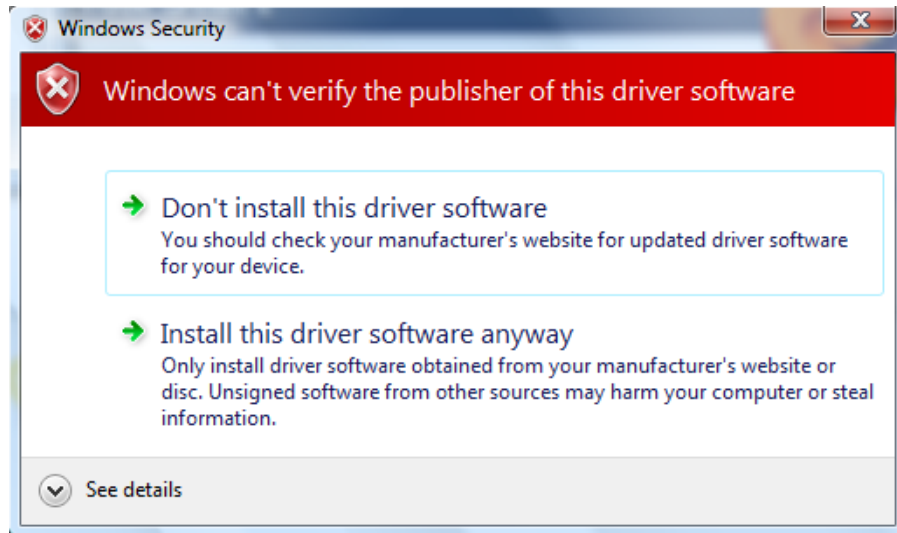 Windows Security
Windows can't verify the publisher of this driver software
Don't install this driver software
You should check your manufacturer's website for updated driver software
for your device.
Install this driver software anyway
Only install driver software obtained from your manufacturer's website or
disc. Unsigned software from other sources may harm your computer or steal
information.
See details